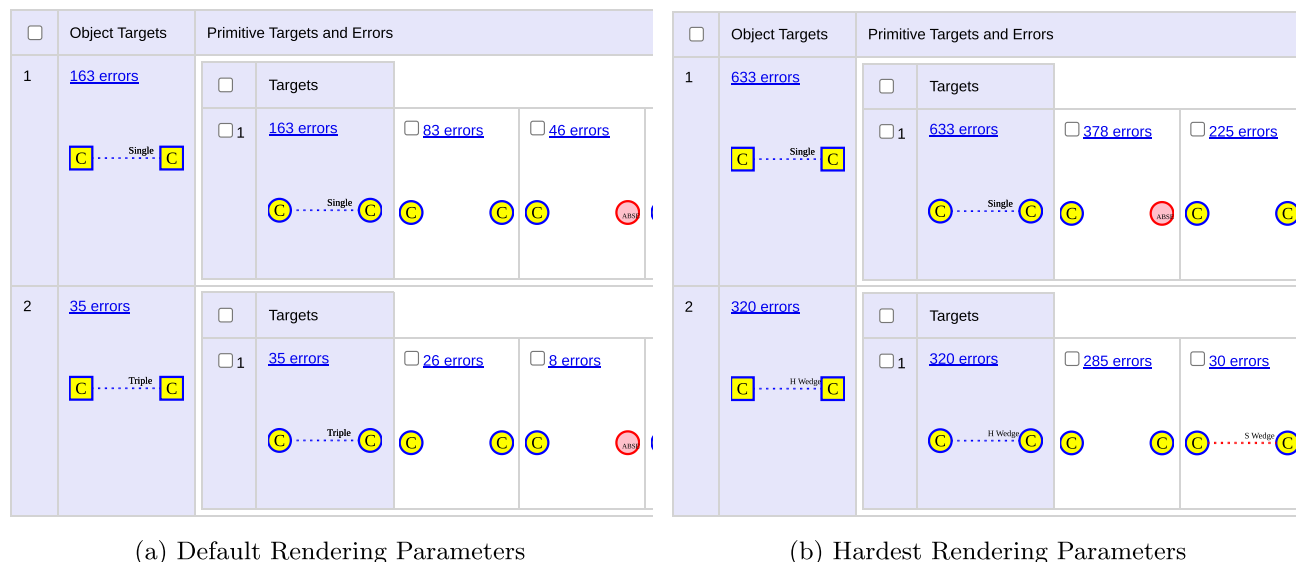 Object Targets Primitive Targets and Errors
1 163 errors
Targets
1 163 errors 83 errors 46 errors
C Single C
C Single C C C C ABSE
2 35 errors
Targets
1 35 errors 26 errors 8 errors
C Triple C
C Triple C C C C ABSE
(a) Default Rendering Parameters
Object Targets Primitive Targets and Errors
1 633 errors
Targets
1 633 errors 378 errors 225 errors
C Single C
C Single C C ABSE C C
2 320 errors
Targets
1 320 errors 285 errors 30 errors
C H Wedge C
C H Wedge C C C C S Wedge C
(b) Hardest Rendering Parameters